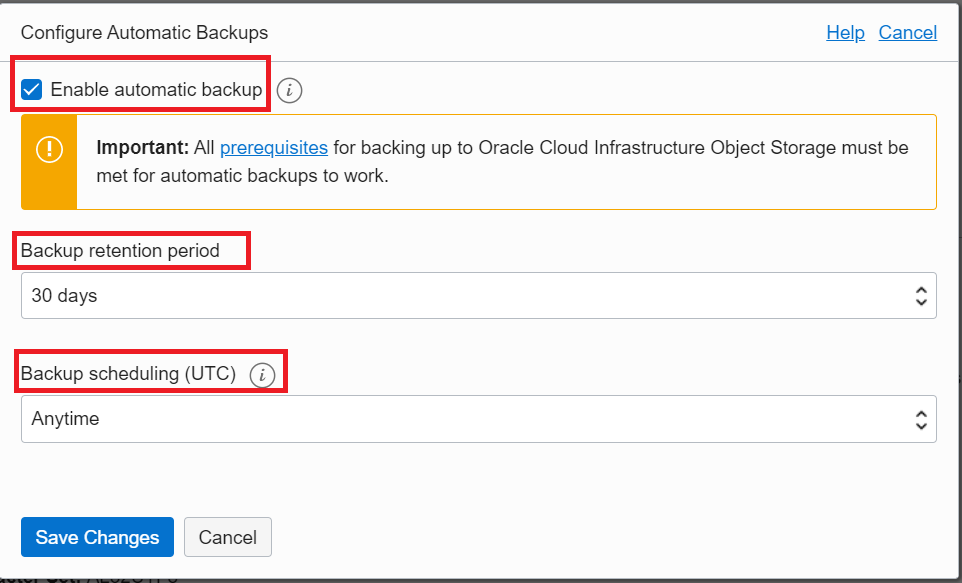 Configure Automatic Backups Help Cancel
Enable automatic backup i
! Important: All prerequisites for backing up to Oracle Cloud Infrastructure Object Storage must be
met for automatic backups to work.
Backup retention period
30 days
Backup scheduling (UTC) i
Anytime
Save Changes Cancel